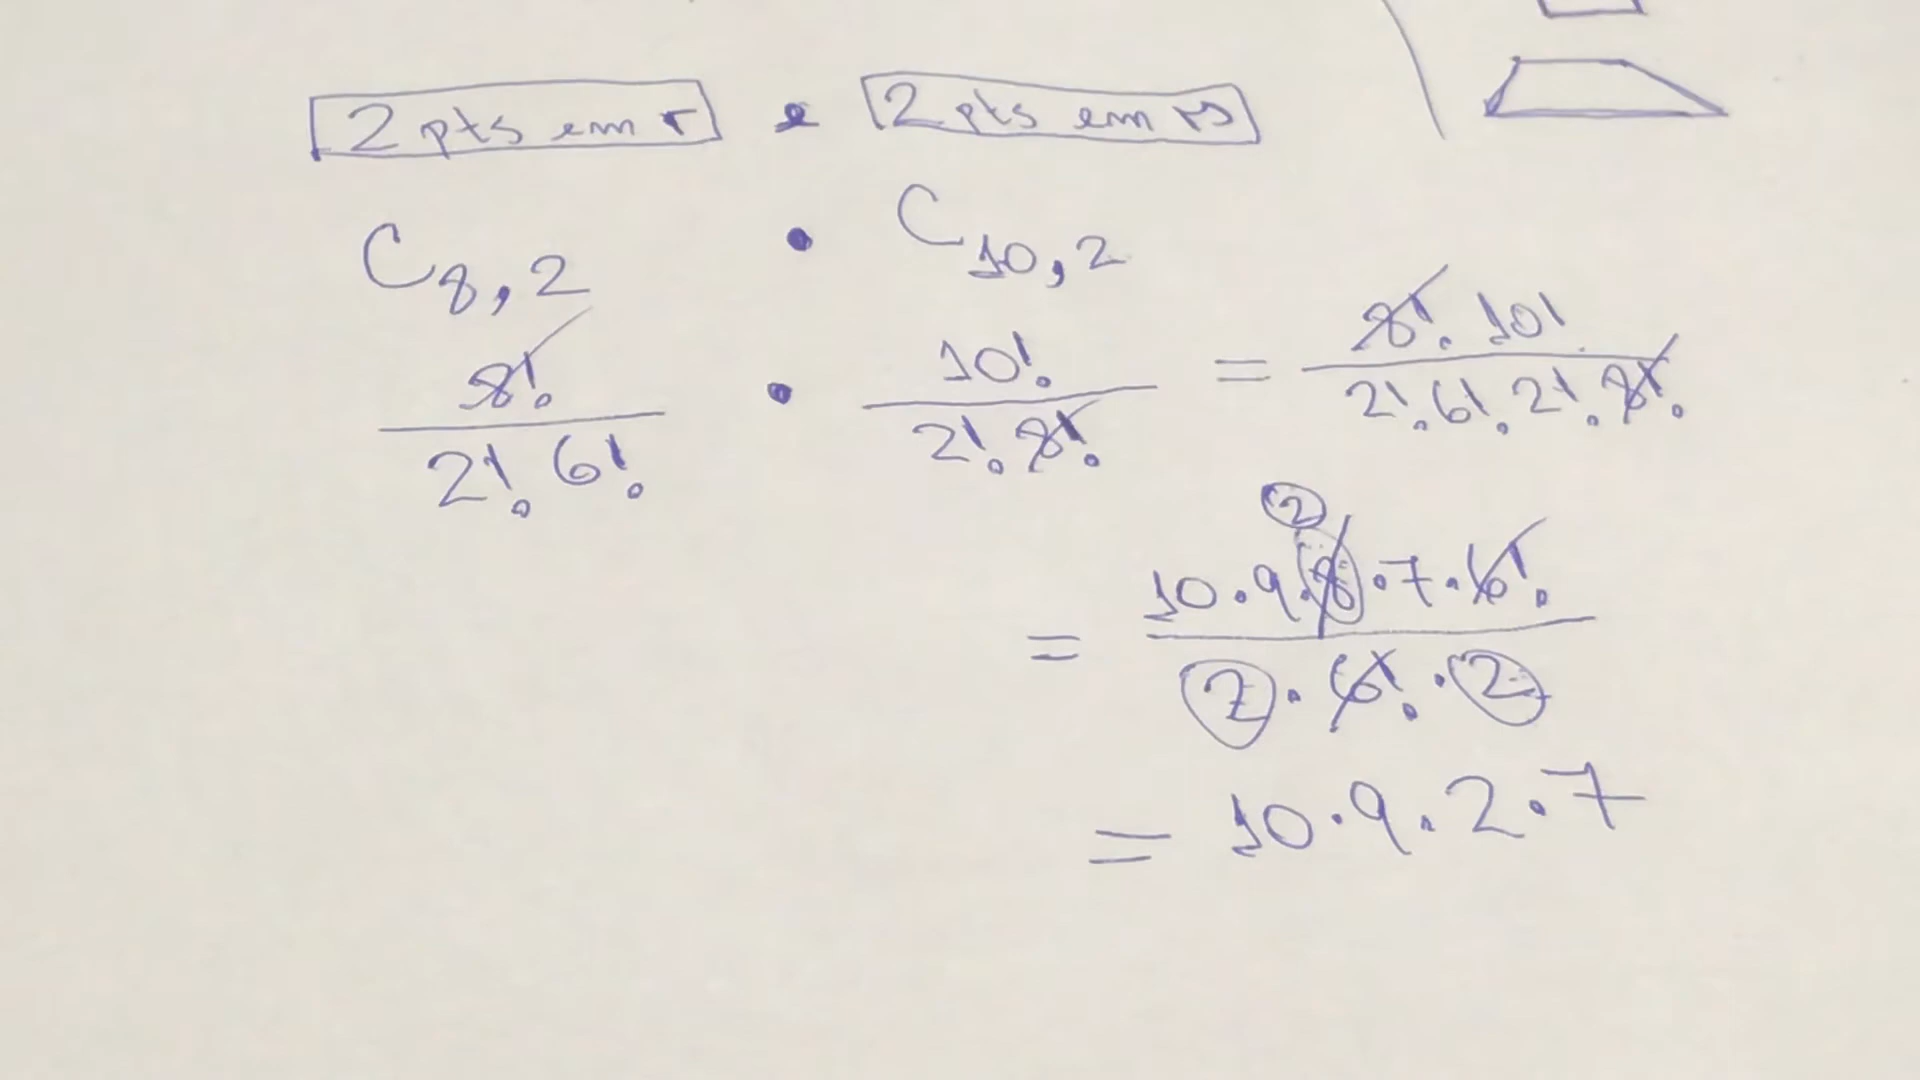 2 pts em r e 2 pts em s
C8,2 · C10,2
8!/2! 6! · 10!/2! 8! = 8! 10!/2! 6! 2! 8!
2
= 10·9·8·7·6!/2·6!·2
= 10·9·2·7